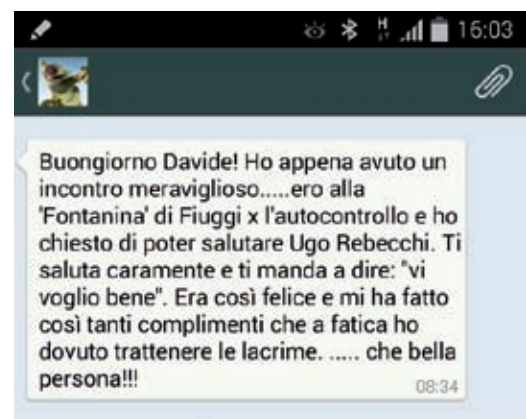 16:03
Buongiorno Davide! Ho appena avuto un
incontro meraviglioso.....ero alla
'Fontanina' di Fiuggi x l'autocontrollo e ho
chiesto di poter salutare Ugo Rebecchi. Ti
saluta caramente e ti manda a dire: "vi
voglio bene". Era così felice e mi ha fatto
così tanti complimenti che a fatica ho
dovuto trattenere le lacrime. ..... che bella
persona!!!
08:34